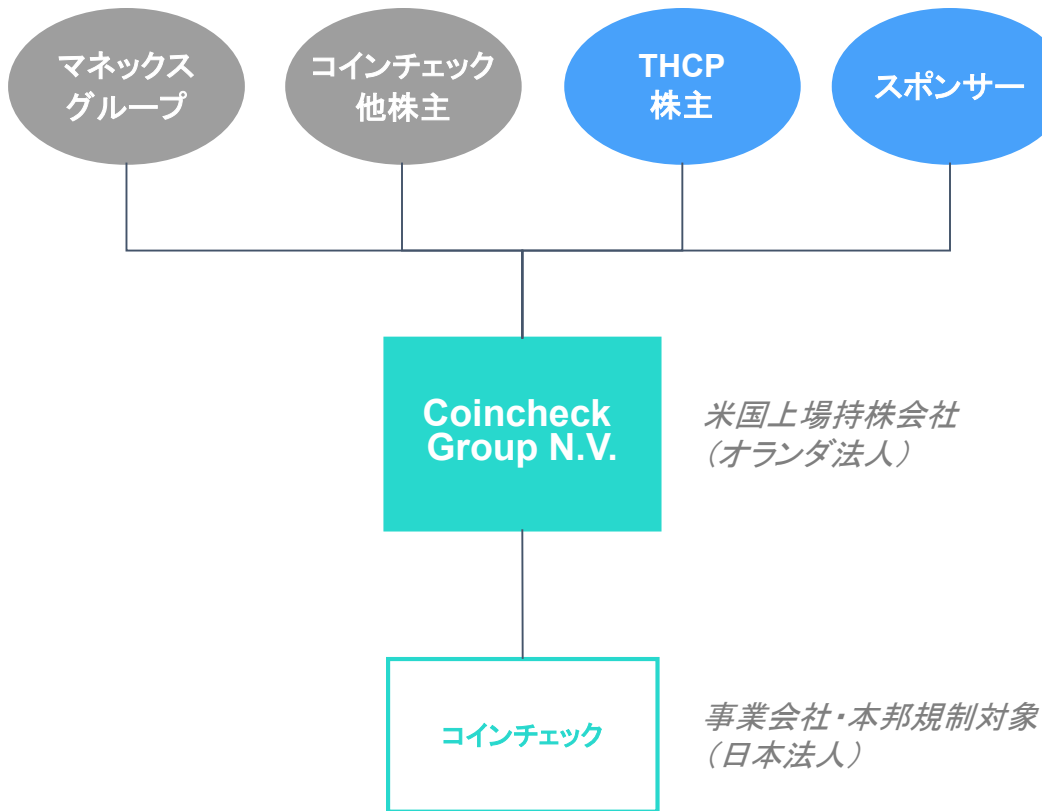 マネックス
グループ
コインチェック
他株主
THCP
株主
スポンサー
Coincheck
Group N.V.
米国上場持株会社
（オランダ法人）
コインチェック
事業会社・本邦規制対象
（日本法人）